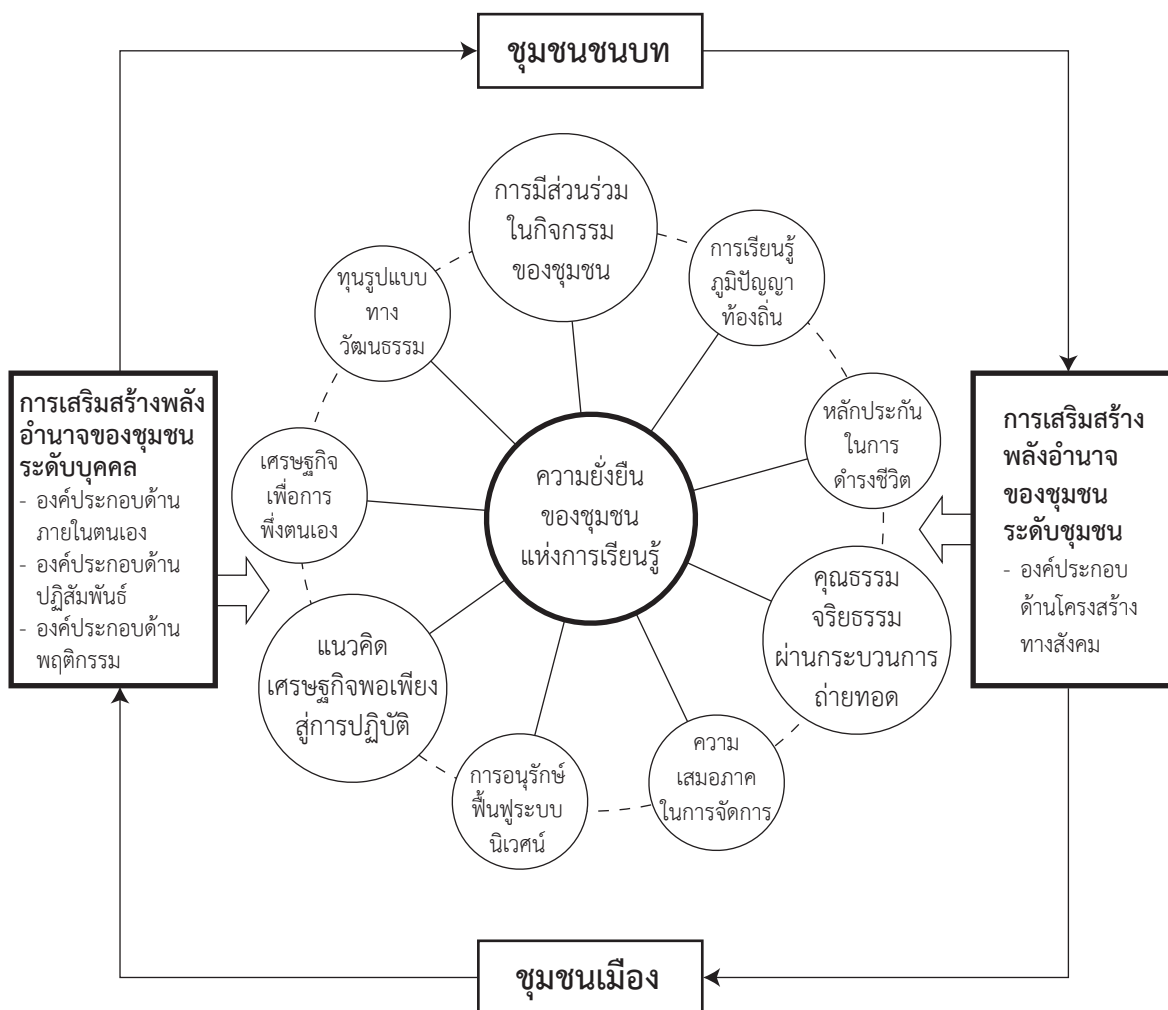 ชุมชนชนบท
การมีส่วนร่วม
ในกิจกรรม
ของชุมชน
การเรียนรู้
ภูมิปัญญา
ท้องถิ่น
ทุนรูปแบบ
ทาง
วัฒนธรรม
หลักประกัน
ในการ
ดำรงชีวิต
การเสริมสร้างพลัง
อำนาจของชุมชน
ระดับบุคคล
- องค์ประกอบด้าน
ภายในตนเอง
- องค์ประกอบด้าน
ปฏิสัมพันธ์
- องค์ประกอบด้าน
พฤติกรรม
เศรษฐกิจ
เพื่อการ
พึ่งตนเอง
ความยั่งยืน
ของชุมชน
แห่งการเรียนรู้
การเสริมสร้าง
พลังอำนาจ
ของชุมชน
ระดับชุมชน
- องค์ประกอบ
ด้านโครงสร้าง
ทางสังคม
คุณธรรม
จริยธรรม
ผ่านกระบวนการ
ถ่ายทอด
แนวคิด
เศรษฐกิจพอเพียง
สู่การปฏิบัติ
การอนุรักษ์
ฟื้นฟูระบบ
นิเวศน์
ความ
เสมอภาค
ในการจัดการ
ชุมชนเมือง